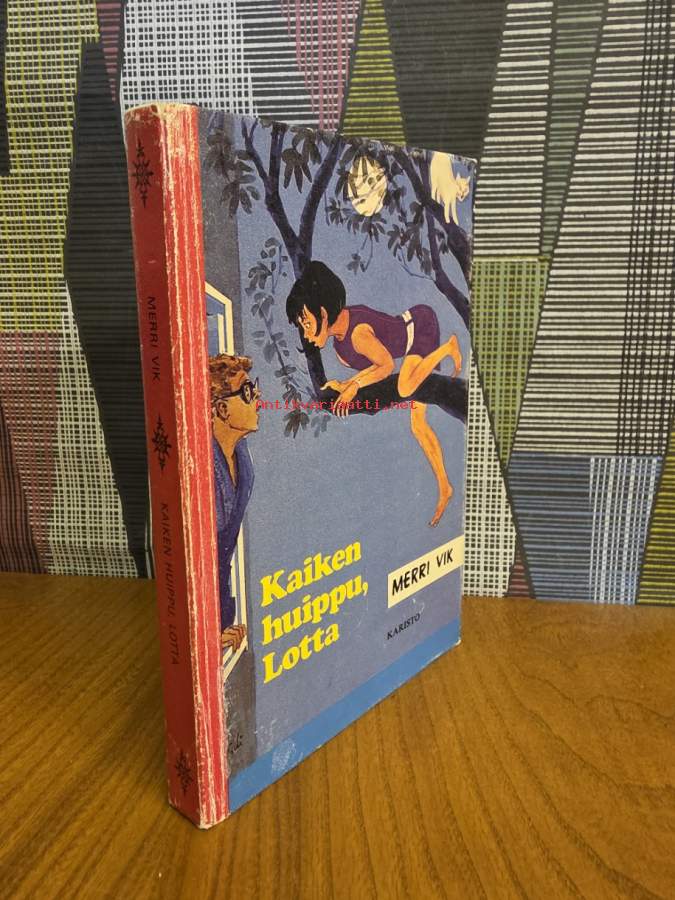 MERRI VIK
KAIKEN HUIPPU, LOTTA
Antikvariaatti.net
Kaiken
huippu,
Lotta
MERRI VIK
KARISTO